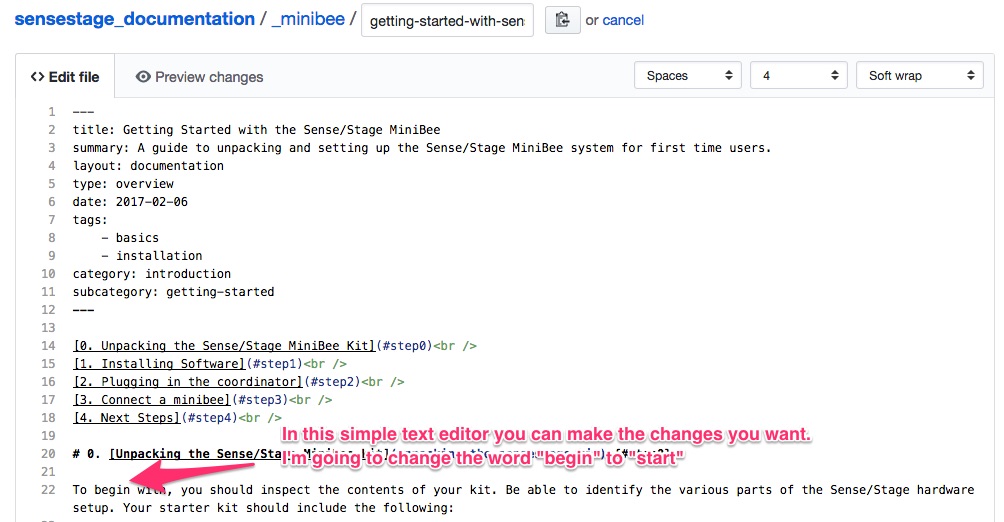 sensestage_documentation / _minibee / getting-started-with-sen or cancel
<> Edit file Preview changes Spaces 4 Soft wrap
1 ---
2 title: Getting Started with the Sense/Stage MiniBee
3 summary: A guide to unpacking and setting up the Sense/Stage MiniBee system for first time users.
4 layout: documentation
5 type: overview
6 date: 2017-02-06
7 tags:
8 - basics
9 - installation
10 category: introduction
11 subcategory: getting-started
12 ---
13
14 [0. Unpacking the Sense/Stage MiniBee Kit](#step0)<br />
15 [1. Installing Software](#step1)<br />
16 [2. Plugging in the coordinator](#step2)<br />
17 [3. Connect a minibee](#step3)<br />
18 [4. Next Steps](#step4)<br />
19
In this simple text editor you can make the changes you want.
20 # 0. [Unpacking the Sense/Stage
I'm going to change the word "begin") to "start"
21
22 To begin with, you should inspect the contents of your kit. Be able to identify the various parts of the Sense/Stage hardware
setup. Your starter kit should include the following: